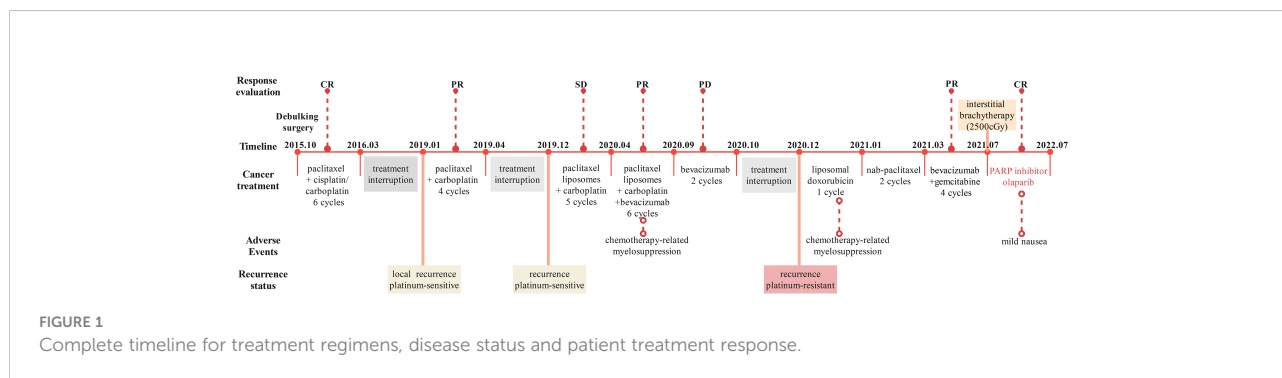 Response
evaluation
CR
PR
SD
PR
PD
PR
CR
Debulking
surgery
interstitial
brachytherapy
(2500cGy)
Timeline
2015.10
2016.03
2019.01
2019.04
2019.12
2020.04
2020.09
2020.10
2020.12
2021.01
2021.03
2021.07
2022.07
Cancer
treatment
paclitaxel
+ cisplatin/
carboplatin
6 cycles
treatment
interruption
paclitaxel
+ carboplatin
4 cycles
treatment
interruption
paclitaxel
liposomes
+ carboplatin
5 cycles
paclitaxel
liposomes
+ carboplatin
+bevacizumab
6 cycles
bevacizumab
2 cycles
treatment
interruption
liposomal
doxorubicin
1 cycle
nab-paclitaxel
2 cycles
bevacizumab
+gemcitabine
4 cycles
PARP inhibitor
olaparib
Adverse
Events
chemotherapy-related
myelosuppression
chemotherapy-related
myelosuppression
mild nausea
Recurrence
status
local recurrence
platinum-sensitive
recurrence
platinum-sensitive
recurrence
platinum-resistant
FIGURE 1
Complete timeline for treatment regimens, disease status and patient treatment response.